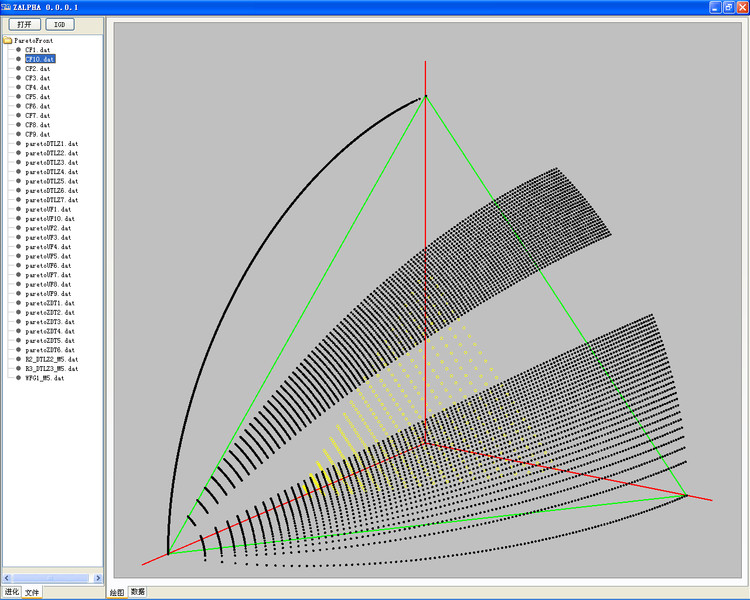 ZALPHA 0.0.0.1
打开 IGD
ParetoFront
CF1.dat
CF10.dat
CF2.dat
CF3.dat
CF4.dat
CF5.dat
CF6.dat
CF7.dat
CF8.dat
CF9.dat
paretoDTLZ1.dat
paretoDTLZ2.dat
paretoDTLZ3.dat
paretoDTLZ4.dat
paretoDTLZ5.dat
paretoDTLZ6.dat
paretoDTLZ7.dat
paretoUF1.dat
paretoUF10.dat
paretoUF2.dat
paretoUF3.dat
paretoUF4.dat
paretoUF5.dat
paretoUF6.dat
paretoUF7.dat
paretoUF8.dat
paretoUF9.dat
paretoZDT1.dat
paretoZDT2.dat
paretoZDT3.dat
paretoZDT4.dat
paretoZDT5.dat
paretoZDT6.dat
R2_DTLZ2_M5.dat
R3_DTLZ3_M5.dat
WFG1_M5.dat
进化 文件 绘图 数据